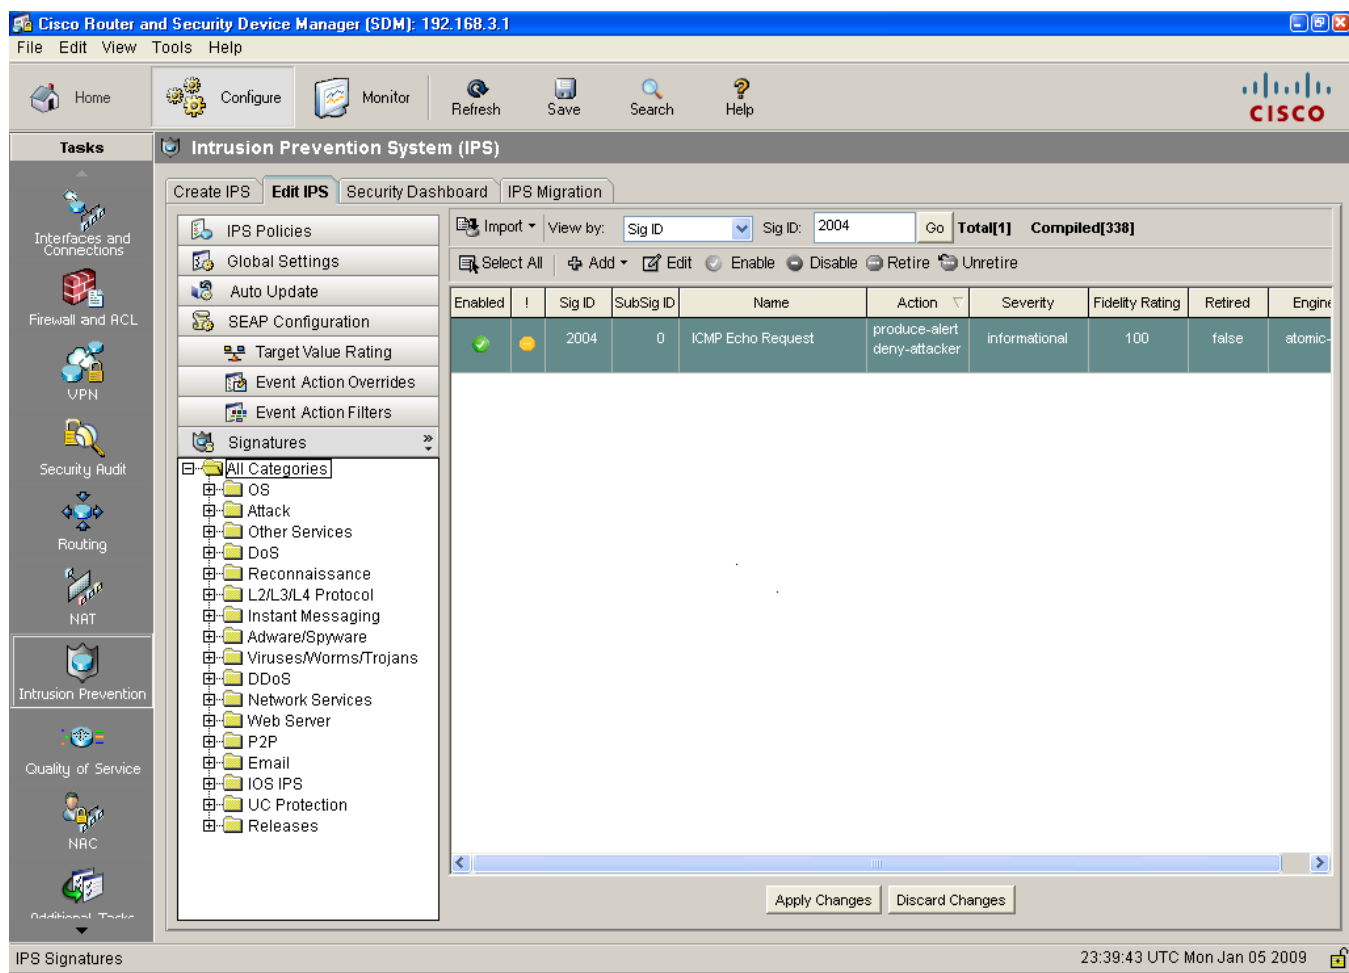 Cisco Router and Security Device Manager (SDM): 192.168.3.1
File Edit View Tools Help
Home Configure Monitor Refresh Save Search Help
CISCO
Tasks
Intrusion Prevention System (IPS)
Create IPS Edit IPS Security Dashboard IPS Migration
Interfaces and
Connections
Firewall and ACL
VPN
Security Audit
Routing
NAT
Intrusion Prevention
Quality of Service
NAC
Additional Tasks
IPS Policies
Global Settings
Auto Update
SEAP Configuration
Target Value Rating
Event Action Overrides
Event Action Filters
Signatures
All Categories
OS
Attack
Other Services
DoS
Reconnaissance
L2/L3/L4 Protocol
Instant Messaging
Adware/Spyware
Viruses/Worms/Trojans
DDoS
Network Services
Web Server
P2P
Email
IOS IPS
UC Protection
Releases
Import View by: Sig ID Sig ID: 2004 Go Total[1] Compiled[338]
Select All Add Edit Enable Disable Retire Unretire
Enabled ! Sig ID SubSig ID Name Action Severity Fidelity Rating Retired Engine
2004 0 ICMP Echo Request produce-alert informational 100 false atomic-
deny-attacker
Apply Changes Discard Changes
IPS Signatures 23:39:43 UTC Mon Jan 05 2009